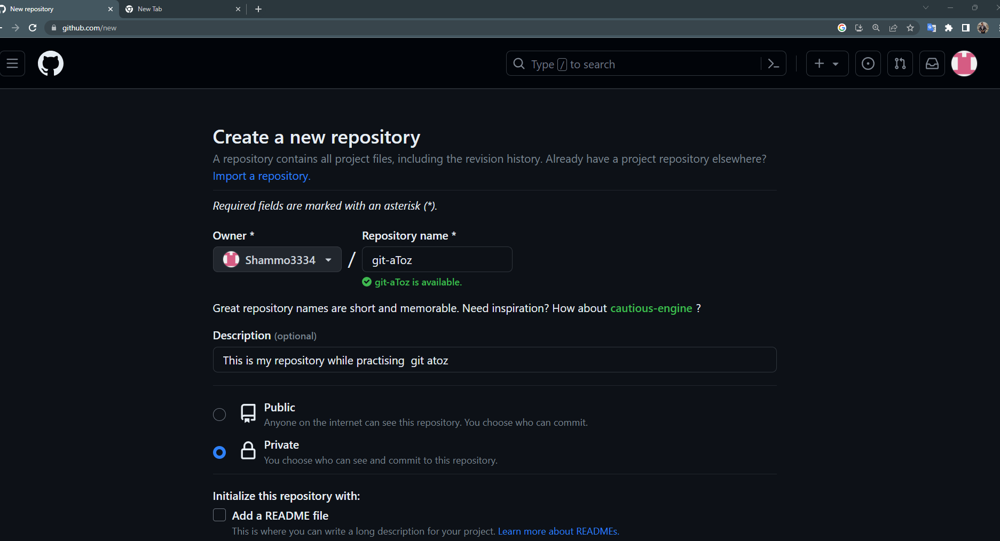 New repository
New Tab
github.com/new
Type / to search
Create a new repository
A repository contains all project files, including the revision history. Already have a project repository elsewhere?
Import a repository.
Required fields are marked with an asterisk (*).
Owner *
Repository name *
Shammo3334
/
git-aToz
git-aToz is available.
Great repository names are short and memorable. Need inspiration? How about cautious-engine ?
Description (optional)
This is my repository while practising  git atoz
Public
Anyone on the internet can see this repository. You choose who can commit.
Private
You choose who can see and commit to this repository.
Initialize this repository with:
Add a README file
This is where you can write a long description for your project. Learn more about READMEs.